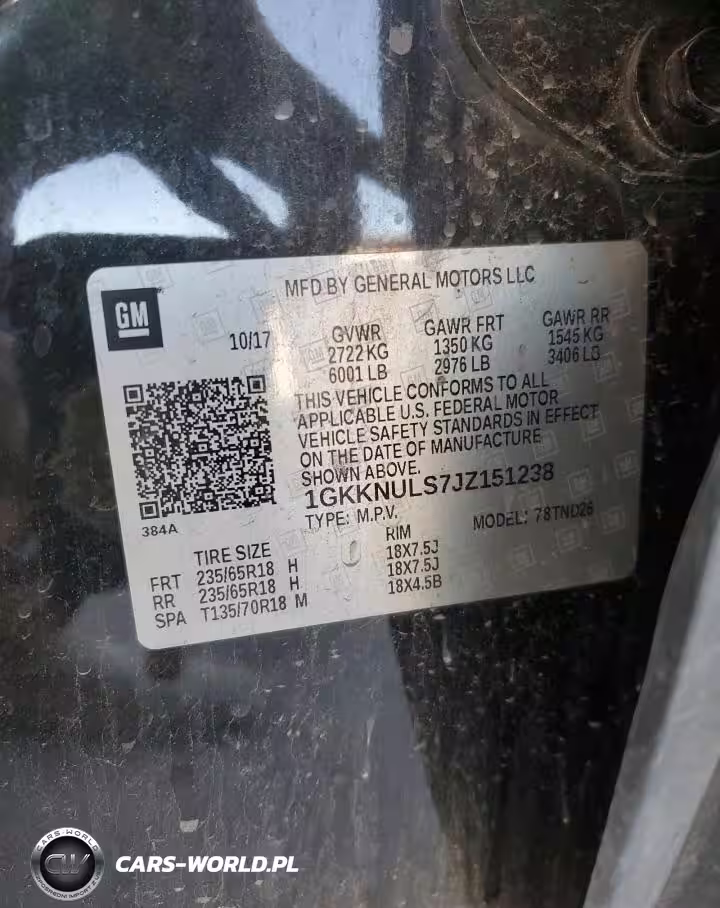 MFD BY GENERAL MOTORS LLC
GM
10/17
GVWR GAWR FRT GAWR RR
2722 KG 1350 KG 1545 KG
6001 LB 2976 LB 3406 LB
THIS VEHICLE CONFORMS TO ALL
APPLICABLE U.S. FEDERAL MOTOR
VEHICLE SAFETY STANDARDS IN EFFECT
ON THE DATE OF MANUFACTURE
SHOWN ABOVE.
1GKKNULS7JZ151238
TYPE: M.P.V. MODEL: 78TND26
384A
TIRE SIZE RIM
FRT 235/65R18 H 18X7.5J
RR 235/65R18 H 18X7.5J
SPA T135/70R18 M 18X4.5B
CARS-WORLD
CW
CARS-WORLD.PL